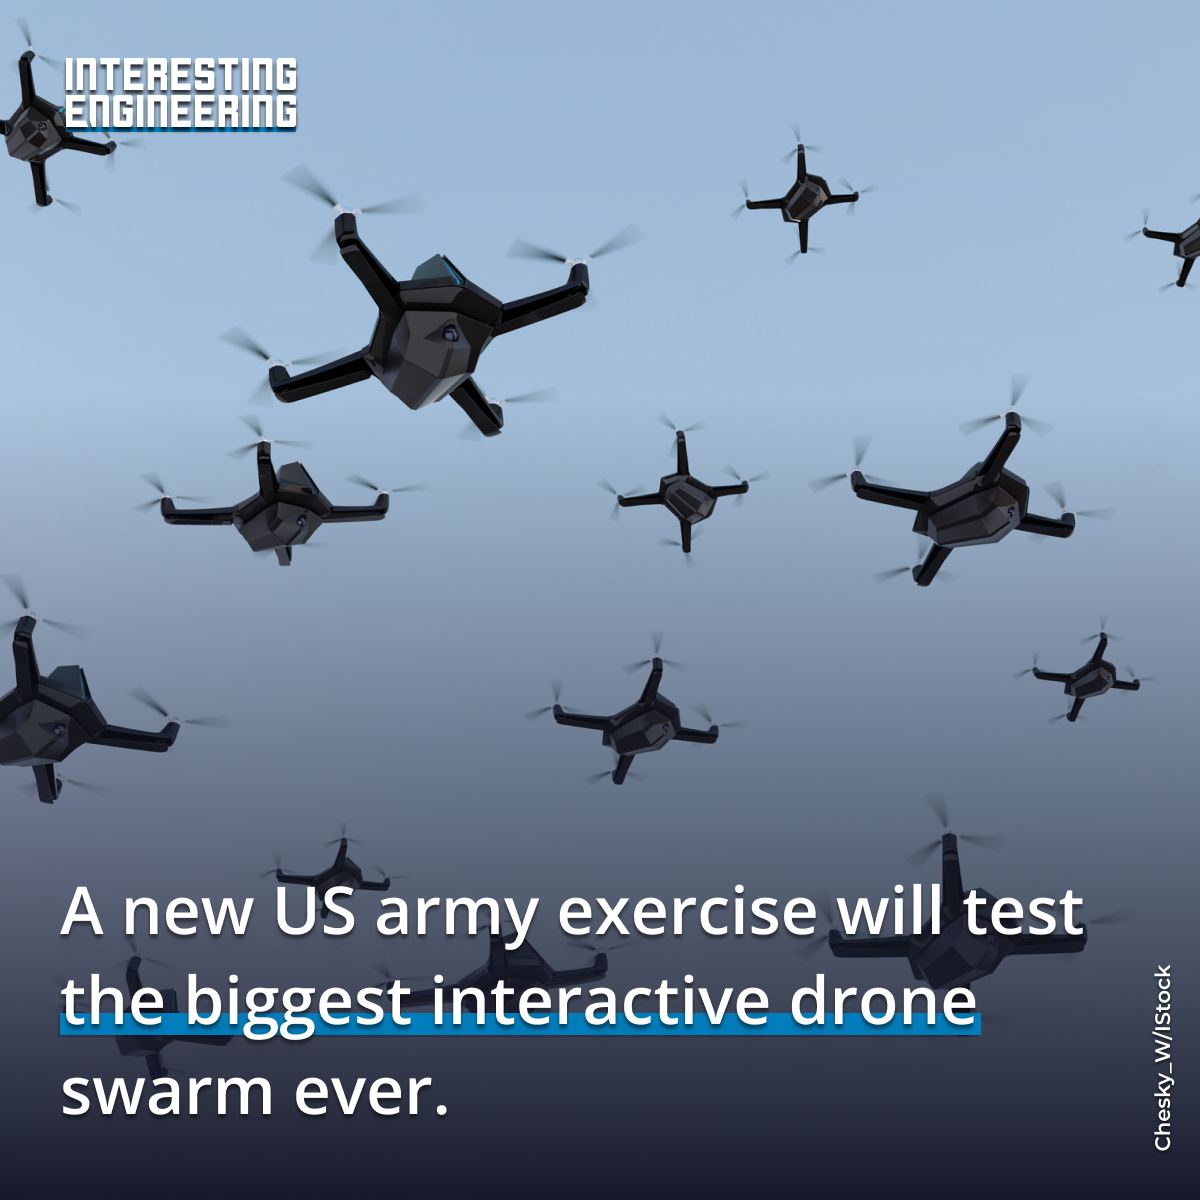 INTERESTING
ENGINEERING
A new US army exercise will test
the biggest interactive drone
swarm ever.
Chesky_W/IStock